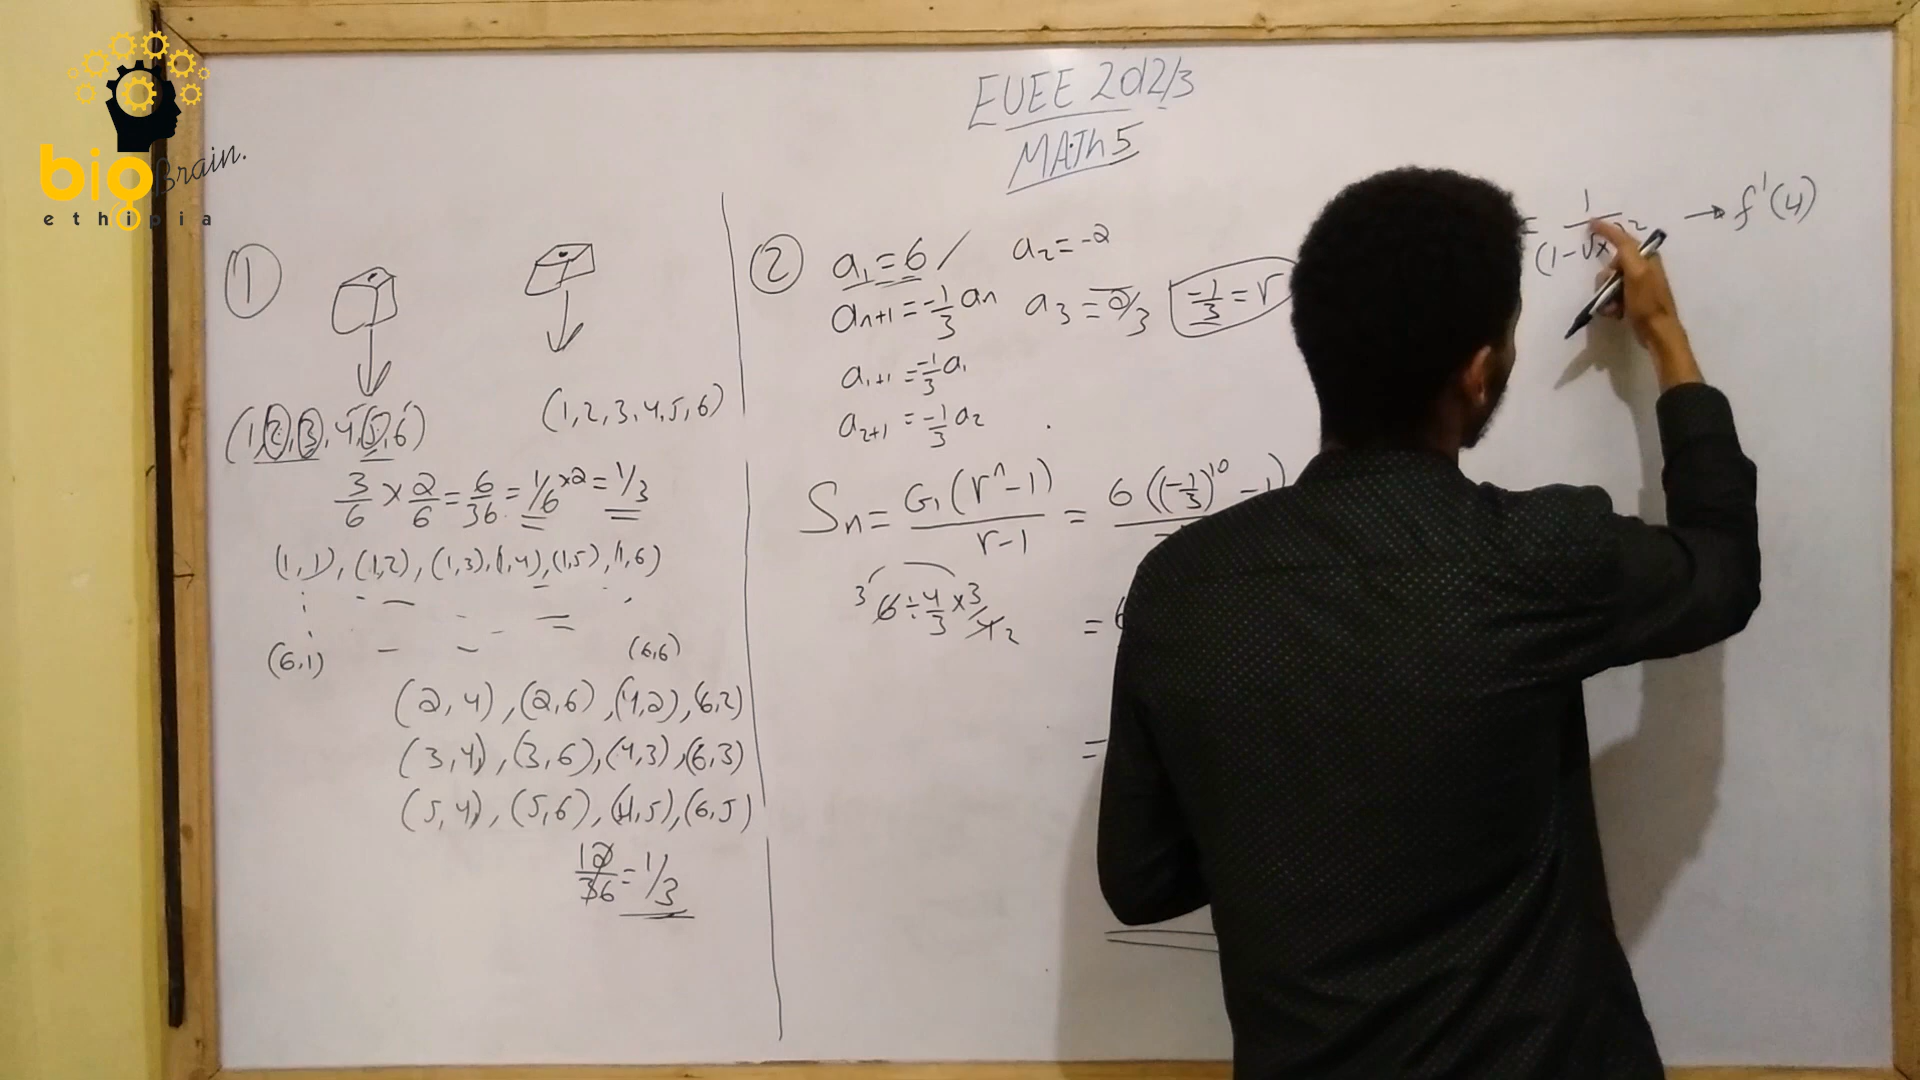 big Brain.
ethiopia
EUEE 2012/3
MATh 5
1
(1,2,3,4,5,6)
(1,2,3,4,5,6)
3/6 × 2/6 = 6/36 = 1/6 ×2 = 1/3
(1,1), (1,2), (1,3), (1,4), (1,5), (1,6)
(6,1) (6,6)
(2,4), (2,6), (4,2), (6,2)
(3,4), (3,6), (4,3), (6,3)
(5,4), (5,6), (4,5), (6,5)
12/36 = 1/3
2
a₁ = 6 / a₂ = -2
aₙ₊₁ = -1/3 aₙ a₃ = 2/3 -1/3 = r
a₁₊₁ = -1/3 a₁
a₂₊₁ = -1/3 a₂
Sₙ = G₁(rⁿ-1)/r-1 = 6((-1/3)¹⁰ -1)
3 6 ÷ 4/3 × 3/4 2
= 6
=
= 1/(1-√x)² → f'(4)